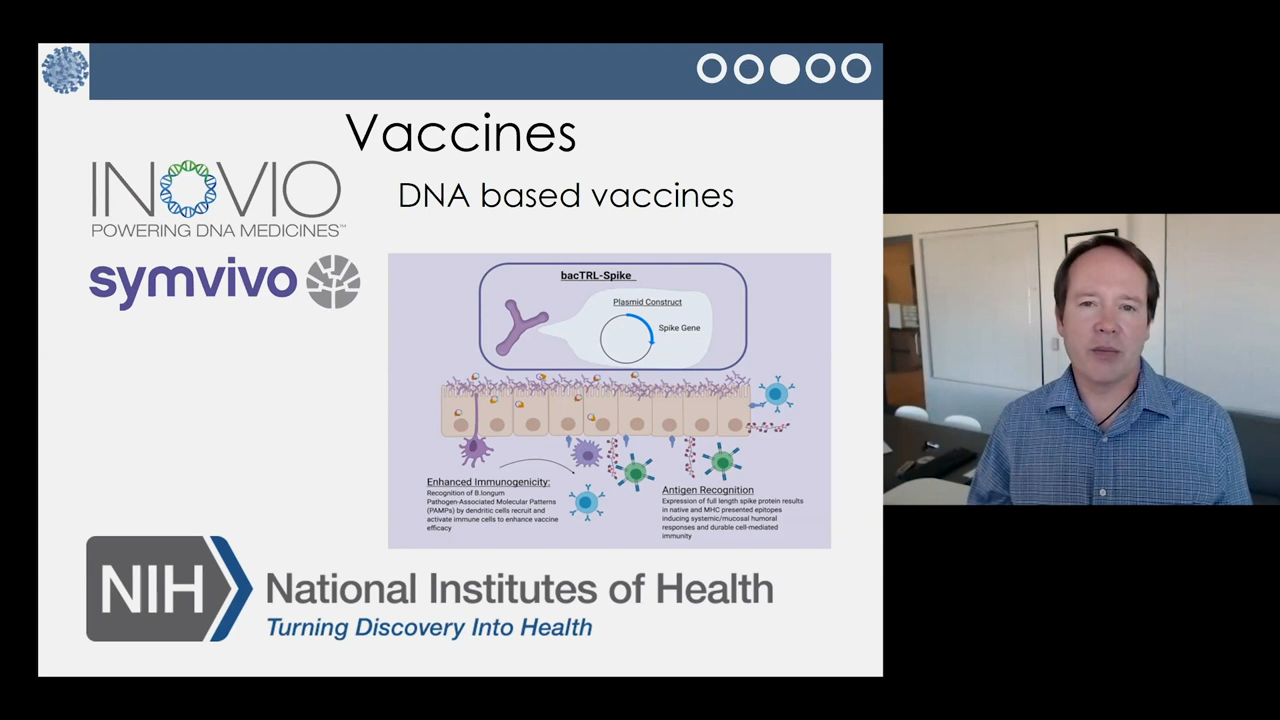 Vaccines
INOVIO
POWERING DNA MEDICINES™
DNA based vaccines
symvivo
bacTRL-Spike
Plasmid Construct
Spike Gene
Enhanced Immunogenicity:
Recognition of B.longum
Pathogen-Associated Molecular Patterns
(PAMPs) by dendritic cells recruit and
activate immune cells to enhance vaccine
efficacy
Antigen Recognition
Expression of full length spike protein results
in native and MHC presented epitopes
inducing systemic/mucosal humoral
responses and durable cell-mediated
immunity
NIH
National Institutes of Health
Turning Discovery Into Health